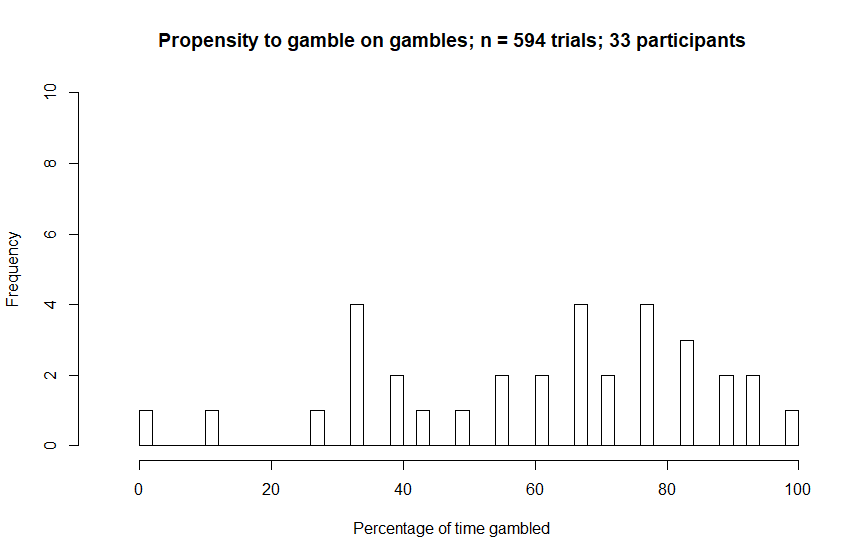 Propensity to gamble on gambles; n = 594 trials; 33 participants
10
8
6
4
2
0
Frequency
0 20 40 60 80 100
Percentage of time gambled